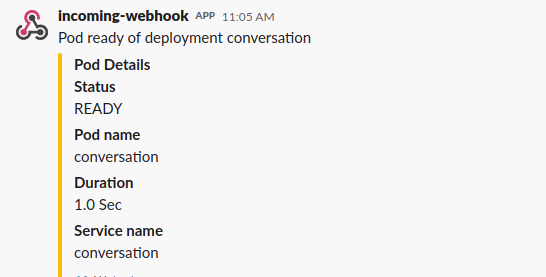 incoming-webhook APP 11:05 AM
Pod ready of deployment conversation
Pod Details
Status
READY
Pod name
conversation
Duration
1.0 Sec
Service name
conversation